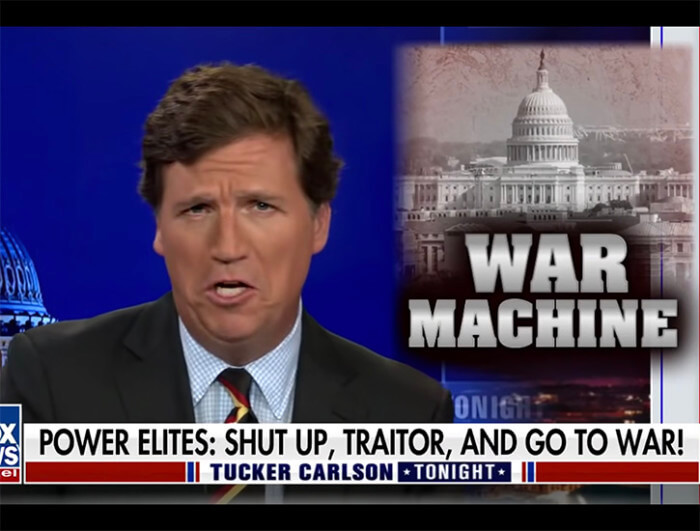 WAR
MACHINE
POWER ELITES: SHUT UP, TRAITOR, AND GO TO WAR!
TUCKER CARLSON TONIGHT